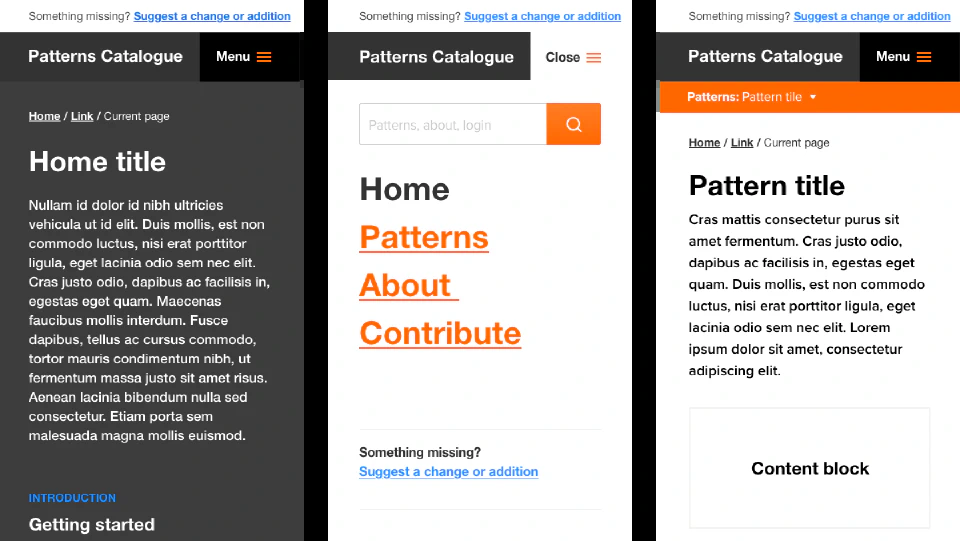 Something missing? Suggest a change or addition
Patterns Catalogue
Menu
Home / Link / Current page
Home title
Nullam id dolor id nibh ultricies
vehicula ut id elit. Duis mollis, est non
commodo luctus, nisi erat porttitor
ligula, eget lacinia odio sem nec elit.
Cras justo odio, dapibus ac facilisis in,
egestas eget quam. Maecenas
faucibus mollis interdum. Fusce
dapibus, tellus ac cursus commodo,
tortor mauris condimentum nibh, ut
fermentum massa justo sit amet risus.
Aenean lacinia bibendum nulla sed
consectetur. Etiam porta sem
malesuada magna mollis euismod.
INTRODUCTION
Getting started
Something missing? Suggest a change or addition
Patterns Catalogue
Close
Patterns, about, login
Home
Patterns
About
Contribute
Something missing?
Suggest a change or addition
Something missing? Suggest a change or addition
Patterns Catalogue
Menu
Patterns: Pattern tile
Home / Link / Current page
Pattern title
Cras mattis consectetur purus sit
amet fermentum. Cras justo odio,
dapibus ac facilisis in, egestas eget
quam. Duis mollis, est non commodo
luctus, nisi erat porttitor ligula, eget
lacinia odio sem nec elit. Lorem
ipsum dolor sit amet, consectetur
adipiscing elit.
Content block